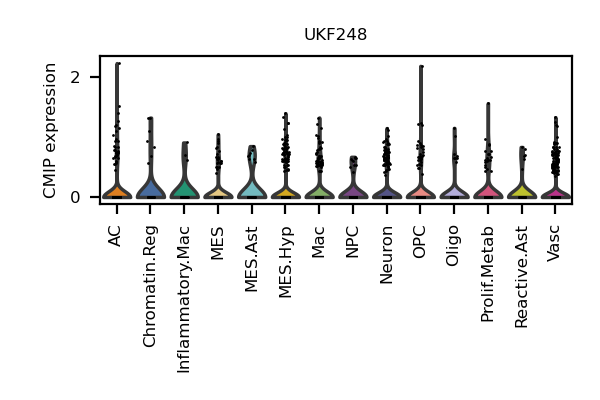 UKF248
CMIP expression
2
0
AC
Chromatin.Reg
Inflammatory.Mac
MES
MES.Ast
MES.Hyp
Mac
NPC
Neuron
OPC
Oligo
Prolif.Metab
Reactive.Ast
Vasc